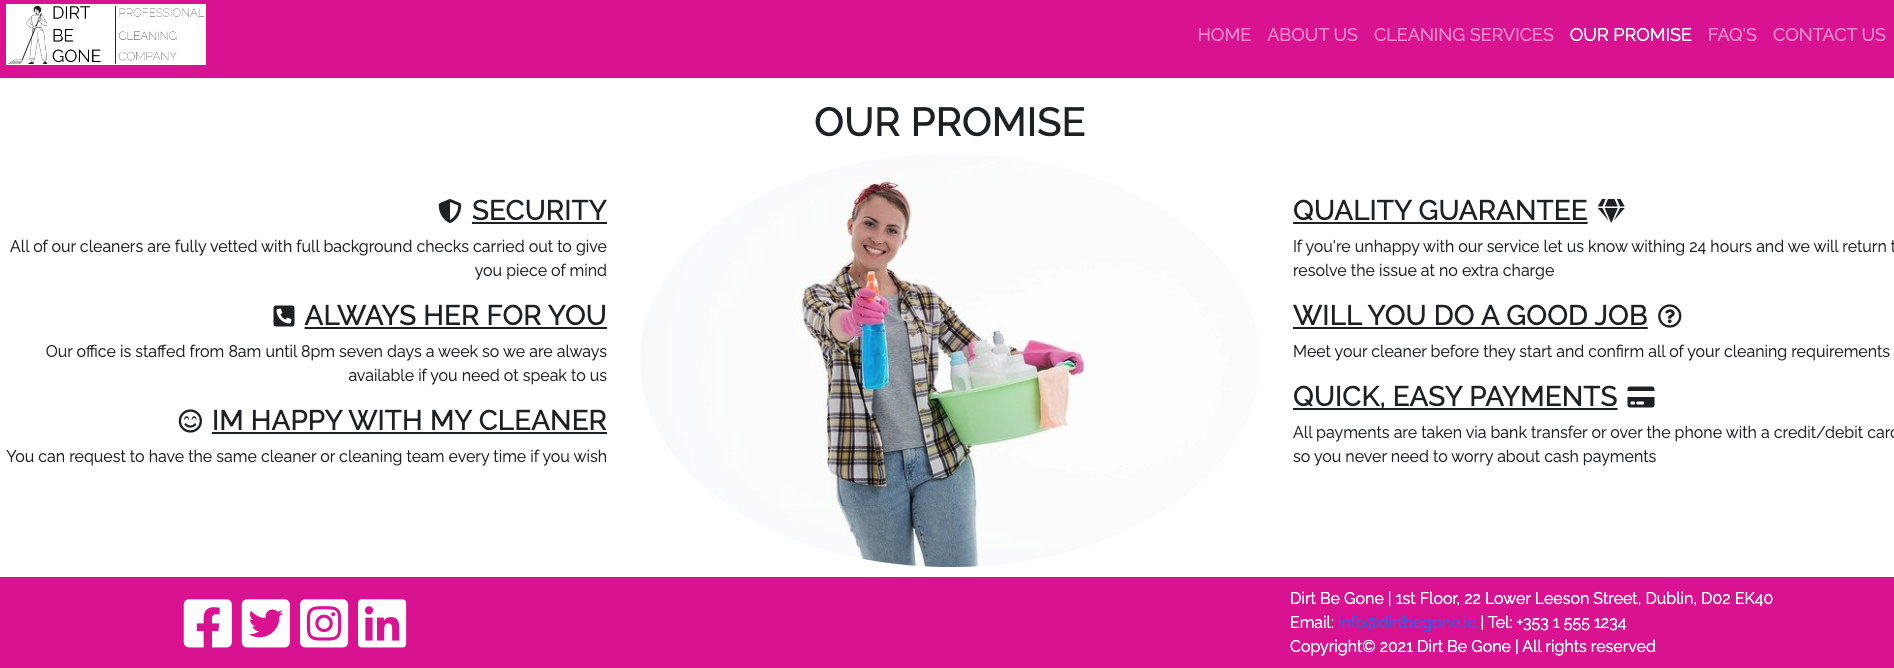 DIRT
BE
GONE
PROFESSIONAL
CLEANING
COMPANY
HOME ABOUT US CLEANING SERVICES OUR PROMISE FAQ'S CONTACT US
OUR PROMISE
SECURITY
All of our cleaners are fully vetted with full background checks carried out to give
you piece of mind
ALWAYS HER FOR YOU
Our office is staffed from 8am until 8pm seven days a week so we are always
available if you need ot speak to us
IM HAPPY WITH MY CLEANER
You can request to have the same cleaner or cleaning team every time if you wish
QUALITY GUARANTEE
If you're unhappy with our service let us know withing 24 hours and we will return
resolve the issue at no extra charge
WILL YOU DO A GOOD JOB
Meet your cleaner before they start and confirm all of your cleaning requirements
QUICK, EASY PAYMENTS
All payments are taken via bank transfer or over the phone with a credit/debit card
so you never need to worry about cash payments
Dirt Be Gone | 1st Floor, 22 Lower Leeson Street, Dublin, D02 EK40
Email: info@dirtbegone.ie | Tel: +353 1 555 1234
Copyright© 2021 Dirt Be Gone | All rights reserved